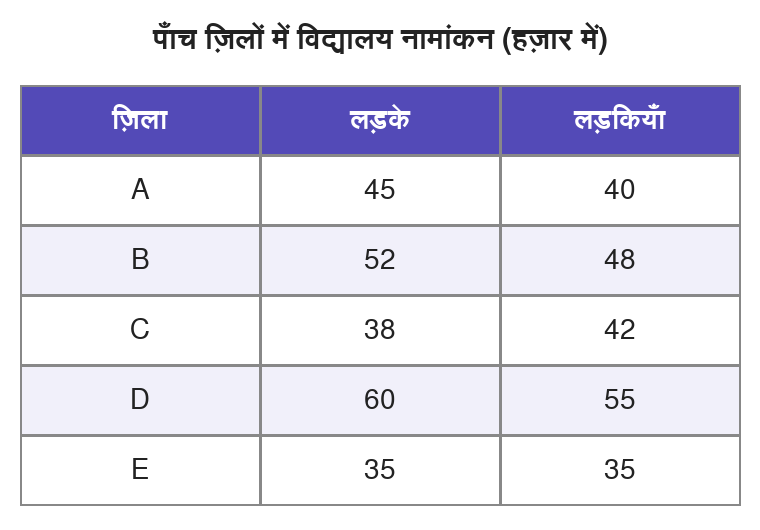 पाँच ज़िलों में विद्यालय नामांकन (हज़ार में)
ज़िला लड़के लड़कियाँ
A 45 40
B 52 48
C 38 42
D 60 55
E 35 35